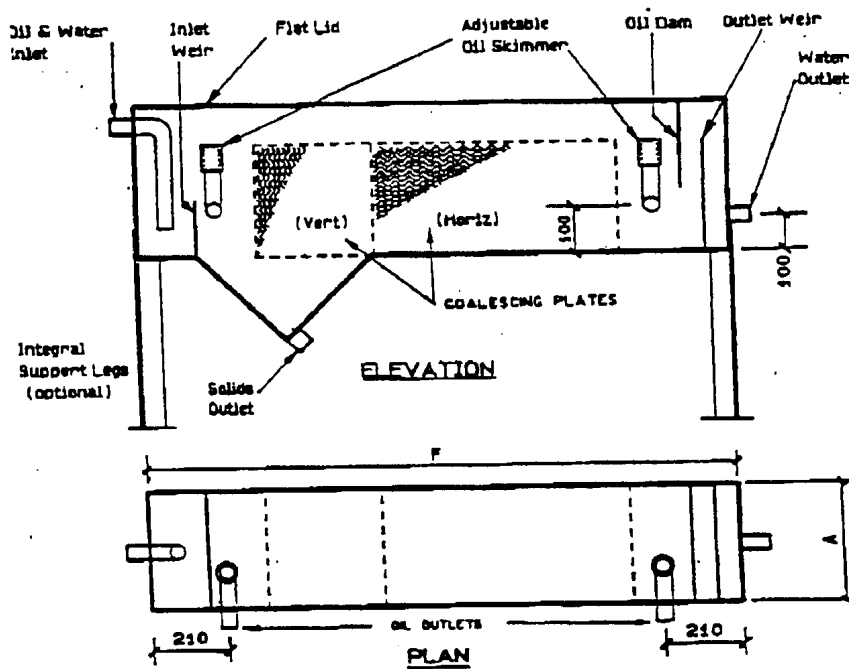 Oil & Water
Inlet
Inlet
Weir
Flat Lid
Adjustable
Oil Skimmer
Oil Dam
Outlet Weir
Water
Outlet
(Vert)
(Horiz)
100
100
COALESCING PLATES
Integral
Support Legs
(optional)
Solids
Outlet
ELEVATION
F
A
OIL OUTLETS
210
210
PLAN